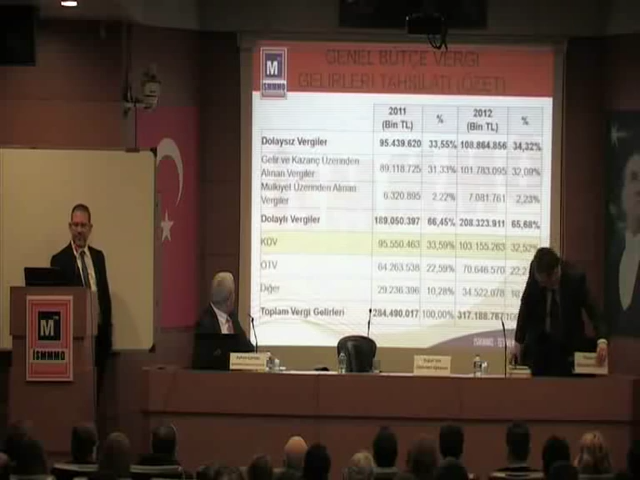 GENEL BÜTÇE VERGİ
GELİRLERİ TAHSİLATI (ÖZET)
M
İSMMMO
2011 (Bin TL) % 2012 (Bin TL) %
Dolaysız Vergiler 95.439.620 33,55% 108.864.856 34,32%
Gelir ve Kazanç Üzerinden Alınan Vergiler 89.118.725 31,33% 101.783.095 32,09%
Mülkiyet Üzerinden Alınan Vergiler 6.320.895 2,22% 7.081.761 2,23%
Dolaylı Vergiler 189.050.397 66,45% 208.323.911 65,68%
KDV 95.550.463 33,59% 103.155.263 32,52%
ÖTV 64.263.538 22,59% 70.646.570
Diğer 29.236.396 10,28% 34.522.078
Toplam Vergi Gelirleri 284.490.017 100,00% 317.188.767
İSMMMO
M
İSMMMO